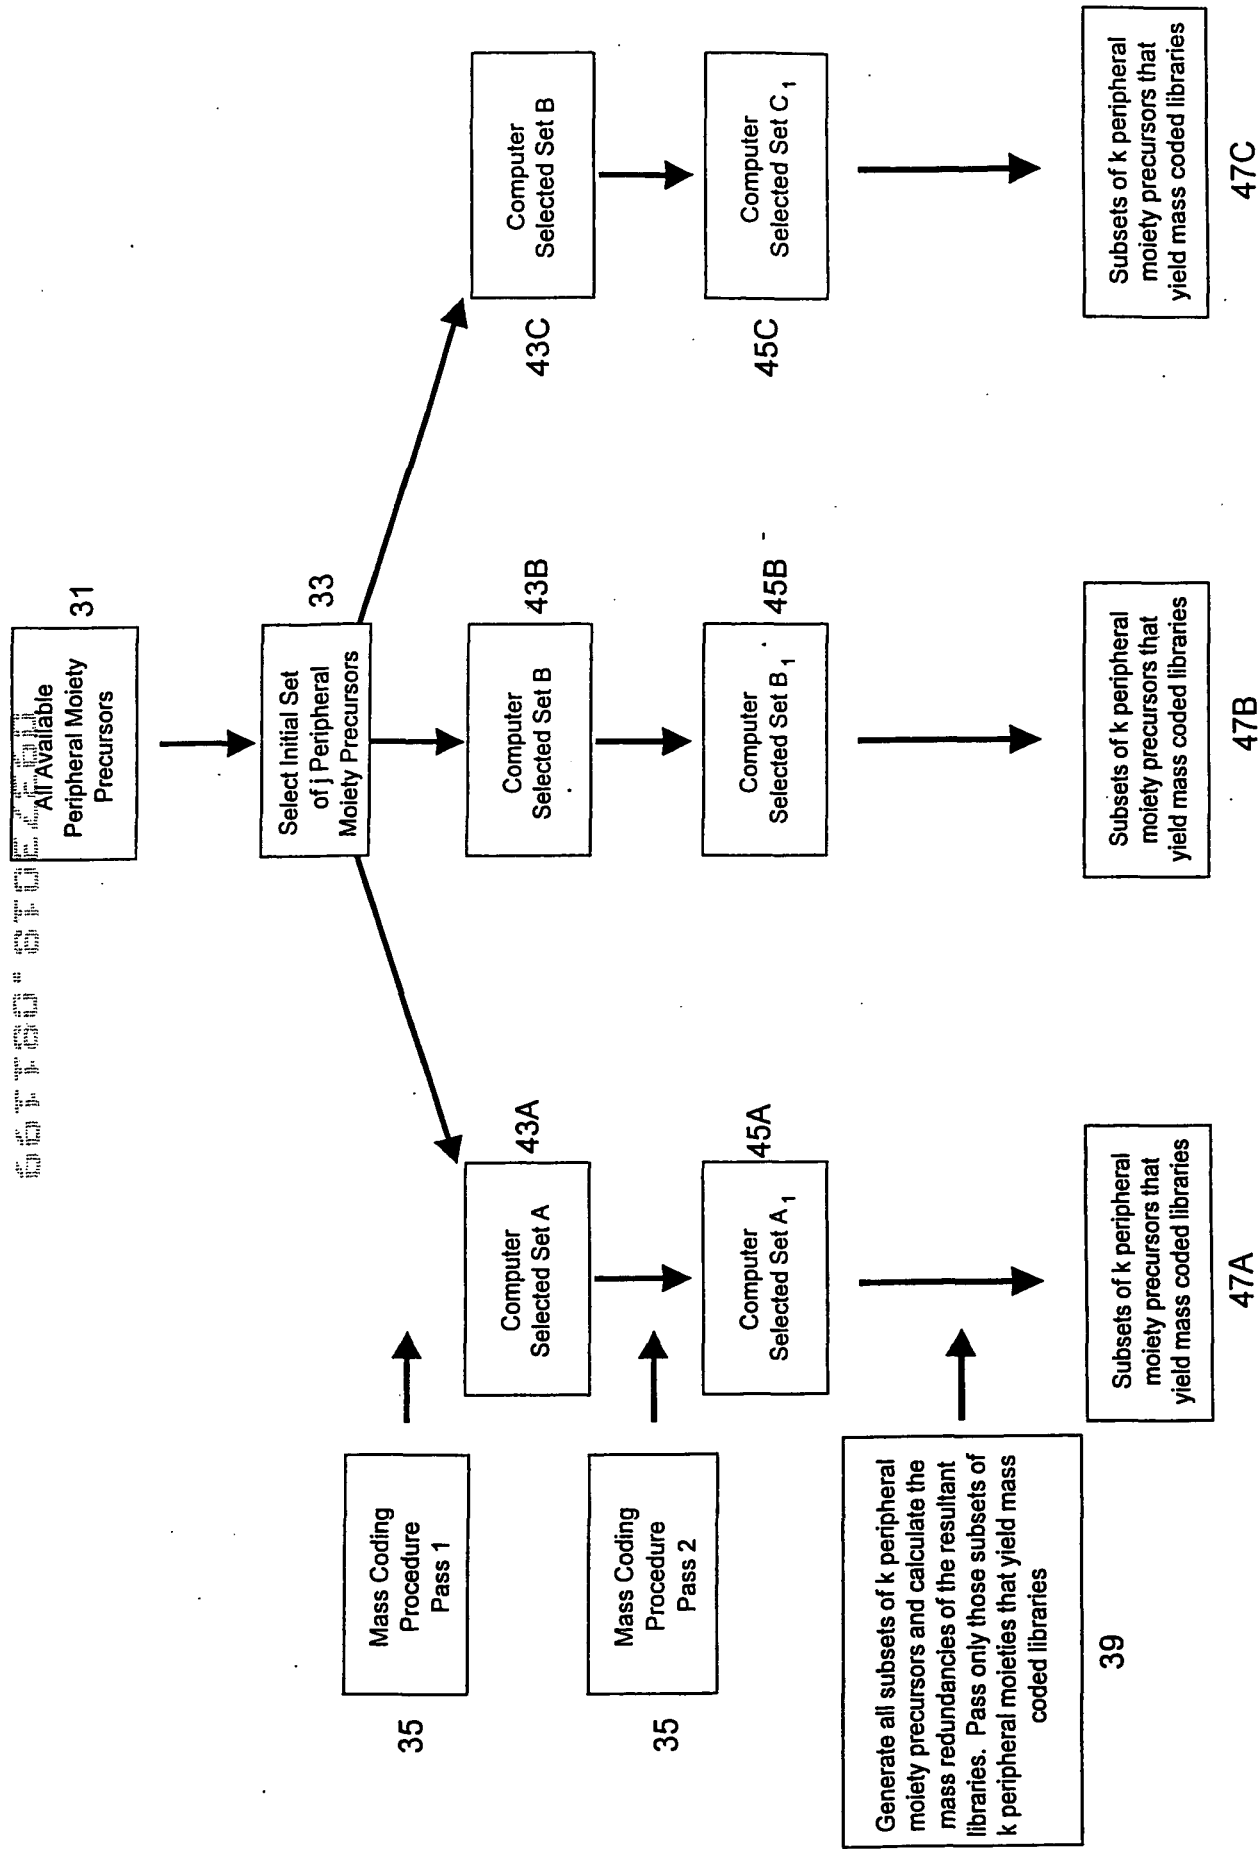 All Available
Peripheral Moiety
Precursors
31
Select Initial Set
of j Peripheral
Moiety Precursors
33
Mass Coding
Procedure
Pass 1
35
Computer
Selected Set A
43A
Computer
Selected Set B
43B
Computer
Selected Set B
43C
Mass Coding
Procedure
Pass 2
35
Computer
Selected Set A 1
45A
Computer
Selected Set B 1
45B
Computer
Selected Set C 1
45C
Generate all subsets of k peripheral
moiety precursors and calculate the
mass redundancies of the resultant
libraries. Pass only those subsets of
k peripheral moieties that yield mass
coded libraries
39
Subsets of k peripheral
moiety precursors that
yield mass coded libraries
47A
Subsets of k peripheral
moiety precursors that
yield mass coded libraries
47B
Subsets of k peripheral
moiety precursors that
yield mass coded libraries
47C